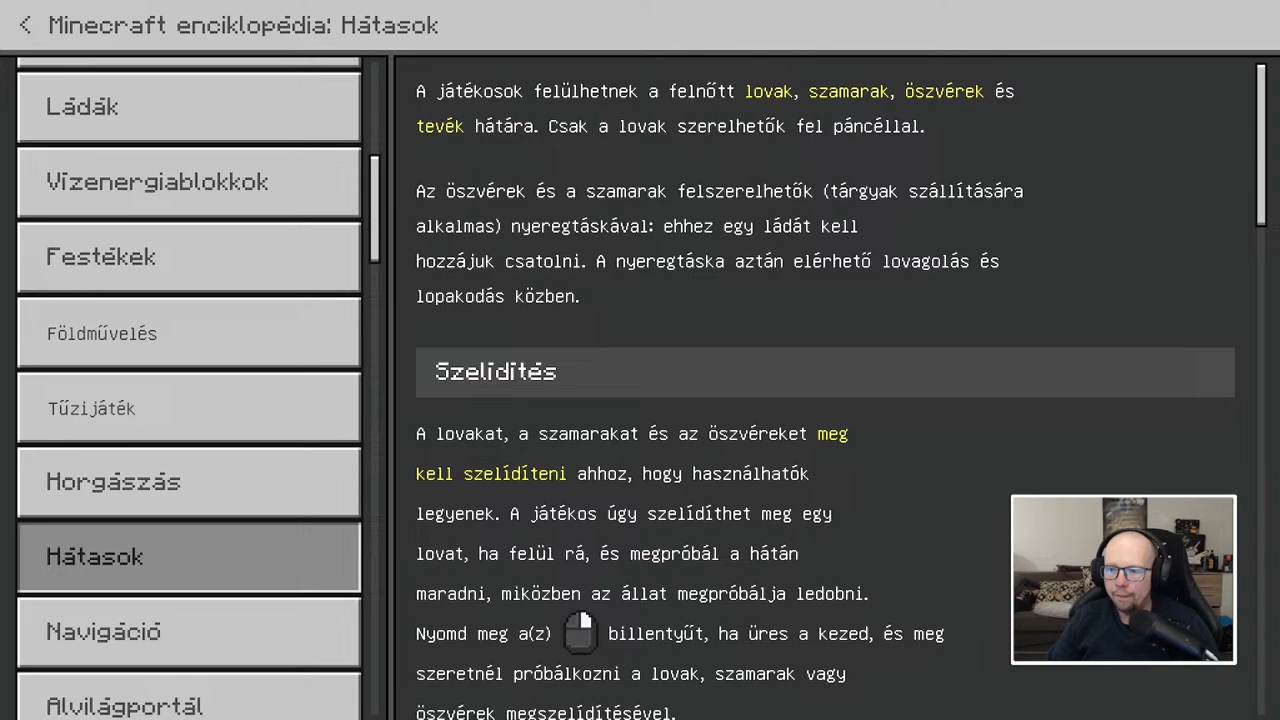 Minecraft enciklopédia: Hátasok
Ládák
Vízenergiablokkok
Festékek
Földművelés
Tűzijáték
Horgászás
Hátasok
Navigáció
Alvilágportál
A játékosok felülhetnek a felnőtt lovak, szamarak, öszvérek és
tevék hátára. Csak a lovak szerelhetők fel páncéllal.
Az öszvérek és a szamarak felszerelhetők (tárgyak szállítására
alkalmas) nyeregtáskával: ehhez egy ládát kell
hozzájuk csatolni. A nyeregtáska aztán elérhető lovagolás és
lopakodás közben.
Szelídítés
A lovakat, a szamarakat és az öszvéreket meg
kell szelídíteni ahhoz, hogy használhatók
legyenek. A játékos úgy szelídíthet meg egy
lovat, ha felül rá, és megpróbál a hátán
maradni, miközben az állat megpróbálja ledobni.
Nyomd meg a(z) billentyűt, ha üres a kezed, és meg
szeretnél próbálkozni a lovak, szamarak vagy
öszvérek megszelídítésével.